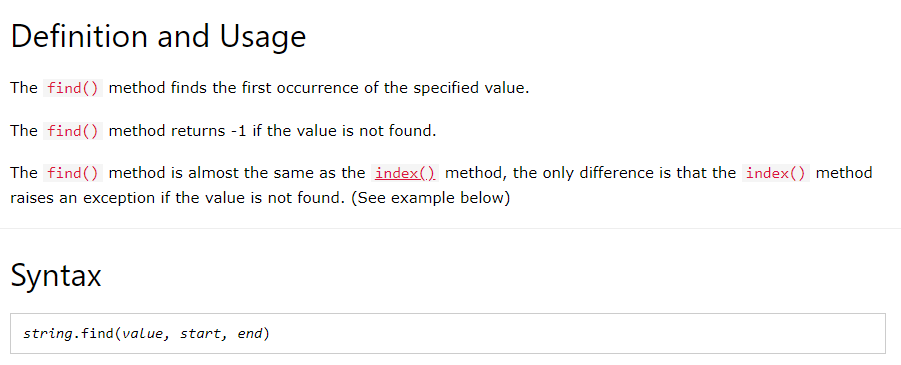 Definition and Usage
The find() method finds the first occurrence of the specified value.
The find() method returns -1 if the value is not found.
The find() method is almost the same as the index() method, the only difference is that the index() method
raises an exception if the value is not found. (See example below)
Syntax
string.find(value, start, end)